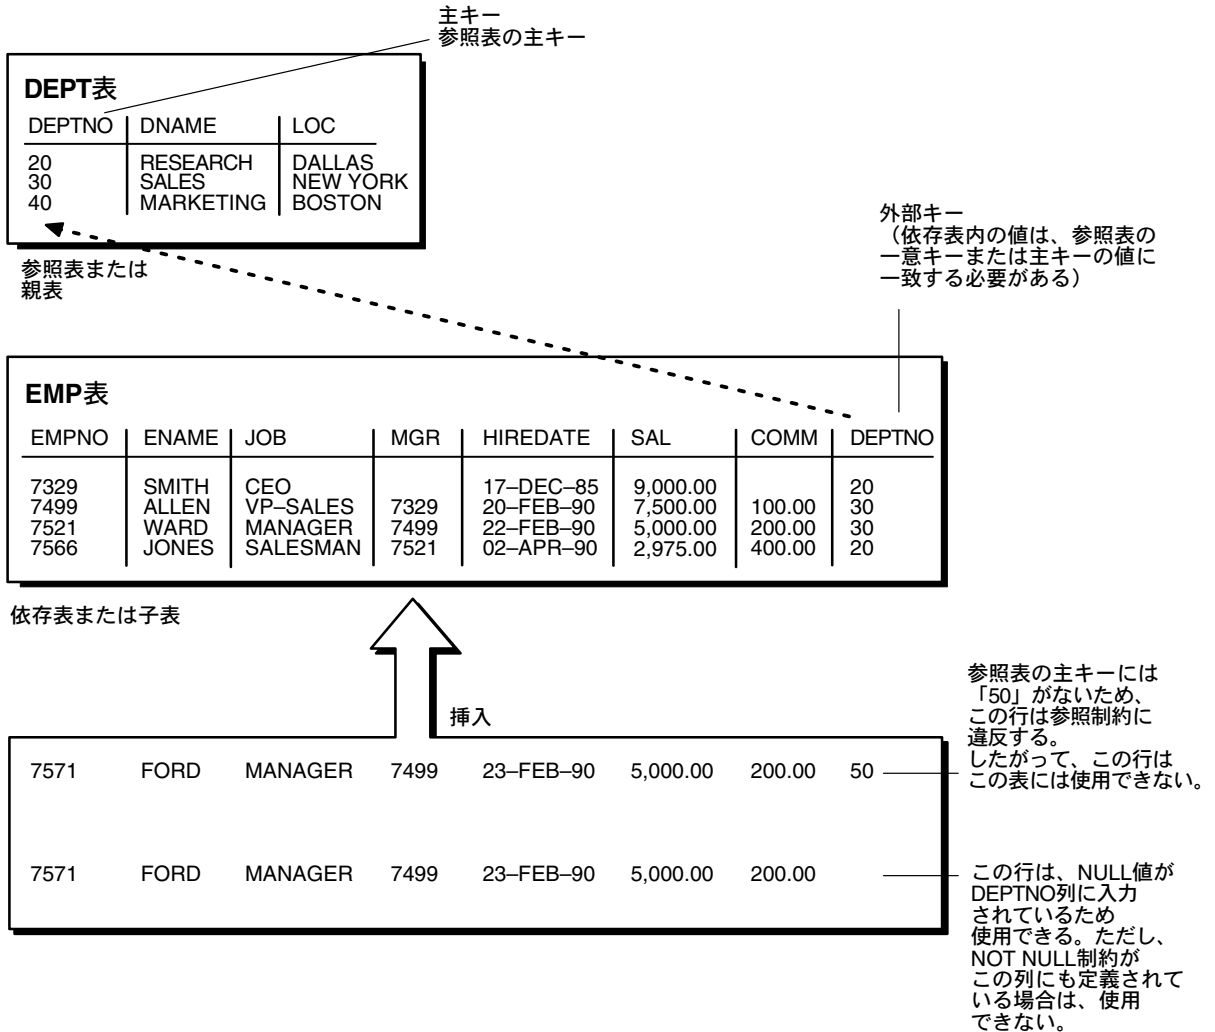 主キー
参照表の主キー
DEPT表
DEPTNO DNAME LOC
20 RESEARCH DALLAS
30 SALES NEW YORK
40 MARKETING BOSTON
参照表または
親表
外部キー
（依存表内の値は、参照表の
一意キーまたは主キーの値に
一致する必要がある）
EMP表
EMPNO ENAME JOB MGR HIREDATE SAL COMM DEPTNO
7329 SMITH CEO 17–DEC–85 9,000.00 20
7499 ALLEN VP–SALES 7329 20–FEB–90 7,500.00 100.00 30
7521 WARD MANAGER 7499 22–FEB–90 5,000.00 200.00 30
7566 JONES SALESMAN 7521 02–APR–90 2,975.00 400.00 20
依存表または子表
挿入
7571 FORD MANAGER 7499 23–FEB–90 5,000.00 200.00 50
参照表の主キーには
「50」がないため、
この行は参照制約に
違反する。
したがって、この行は
この表には使用できない。
7571 FORD MANAGER 7499 23–FEB–90 5,000.00 200.00
この行は、NULL値が
DEPTNO列に入力
されているため
使用できる。ただし、
NOT NULL制約が
この列にも定義されて
いる場合は、使用
できない。